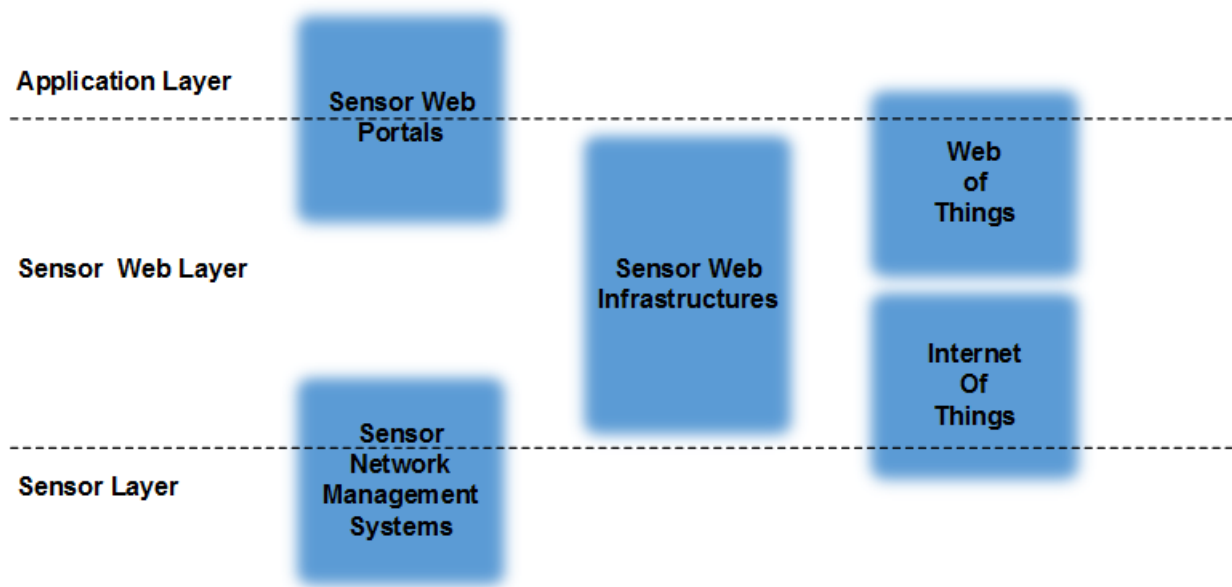 Application Layer
Sensor Web
Portals
Web
of
Things
Sensor  Web Layer
Sensor Web
Infrastructures
Internet
Of
Things
Sensor
Network
Management
Systems
Sensor Layer